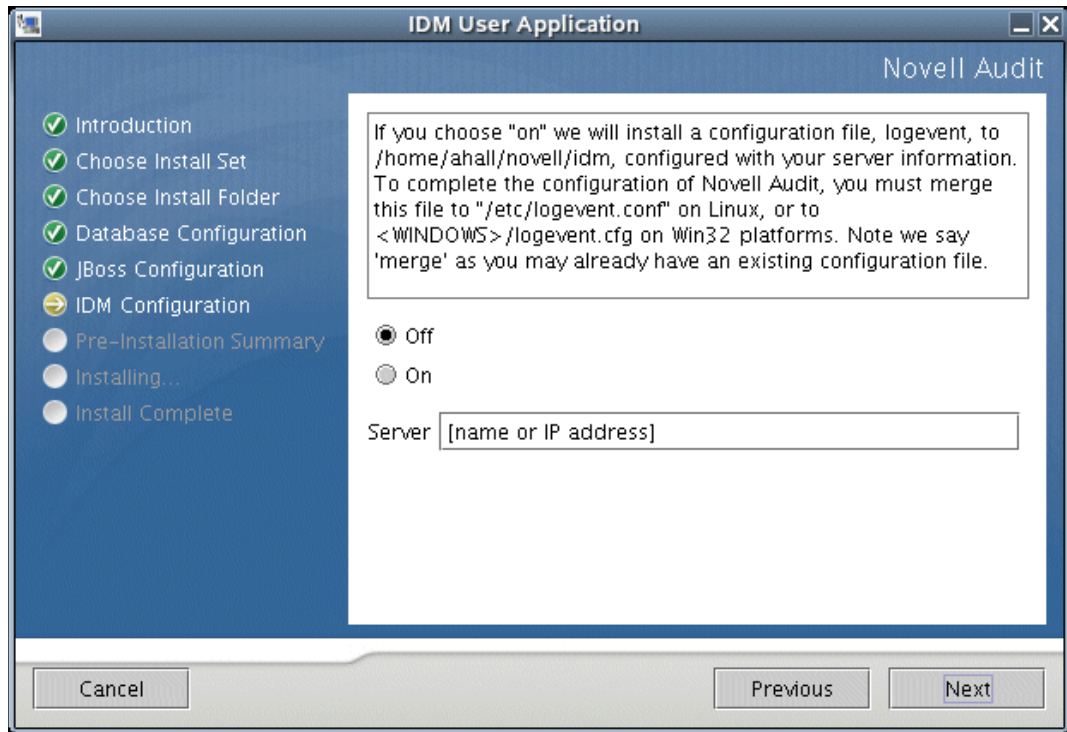 IDM User Application
Novell Audit
Introduction
Choose Install Set
Choose Install Folder
Database Configuration
JBoss Configuration
IDM Configuration
Pre-Installation Summary
Installing...
Install Complete
If you choose "on" we will install a configuration file, logevent, to
/home/ahall/novell/idm, configured with your server information.
To complete the configuration of Novell Audit, you must merge
this file to "/etc/logevent.conf" on Linux, or to
<WINDOWS>/logevent.cfg on Win32 platforms. Note we say
'merge' as you may already have an existing configuration file.
Off
On
Server [name or IP address]
Cancel Previous Next